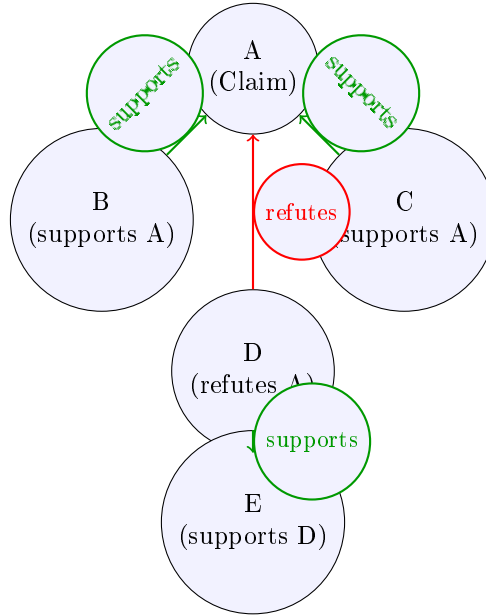 A
(Claim)
supports
supports
B
(supports A)
refutes
C
(supports A)
D
(refutes A)
supports
E
(supports D)